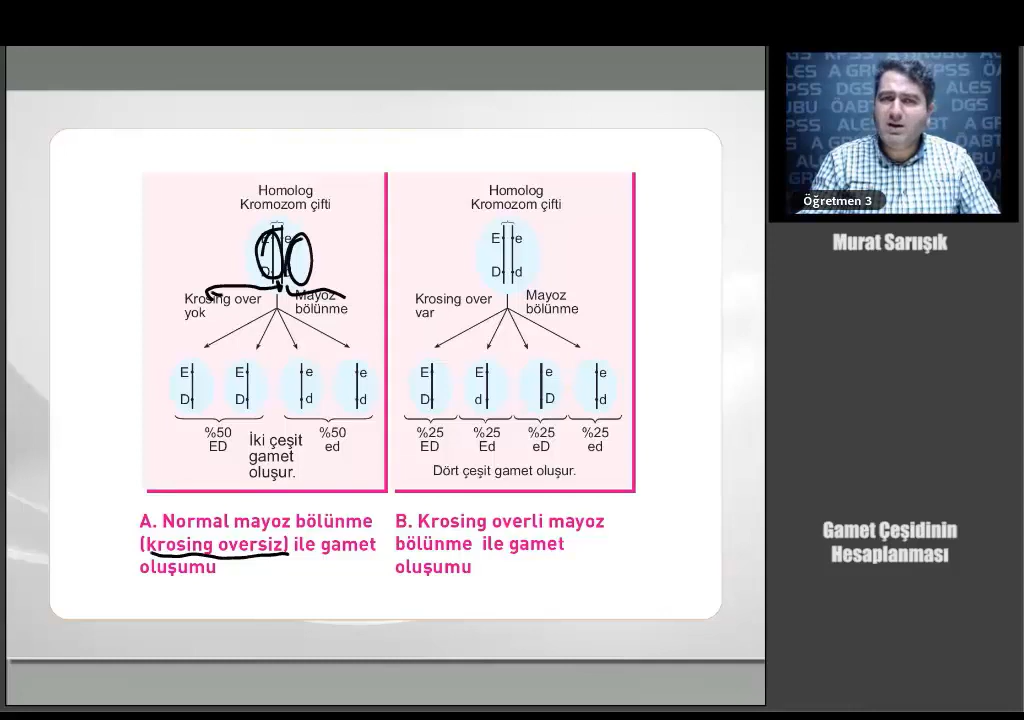 Homolog
Kromozom çifti
E e
D d
Krosing over
yok
Mayoz
bölünme
E E e e
D D d d
%50
ED
İki çeşit
gamet
oluşur.
%50
ed
Homolog
Kromozom çifti
E e
D d
Krosing over
var
Mayoz
bölünme
E E e e
D d D d
%25 %25 %25 %25
ED Ed eD ed
Dört çeşit gamet oluşur.
A. Normal mayoz bölünme
(krosing oversiz) ile gamet
oluşumu
B. Krosing overli mayoz
bölünme ile gamet
oluşumu
Öğretmen 3
Murat Sarıışık
Gamet Çeşidinin
Hesaplanması